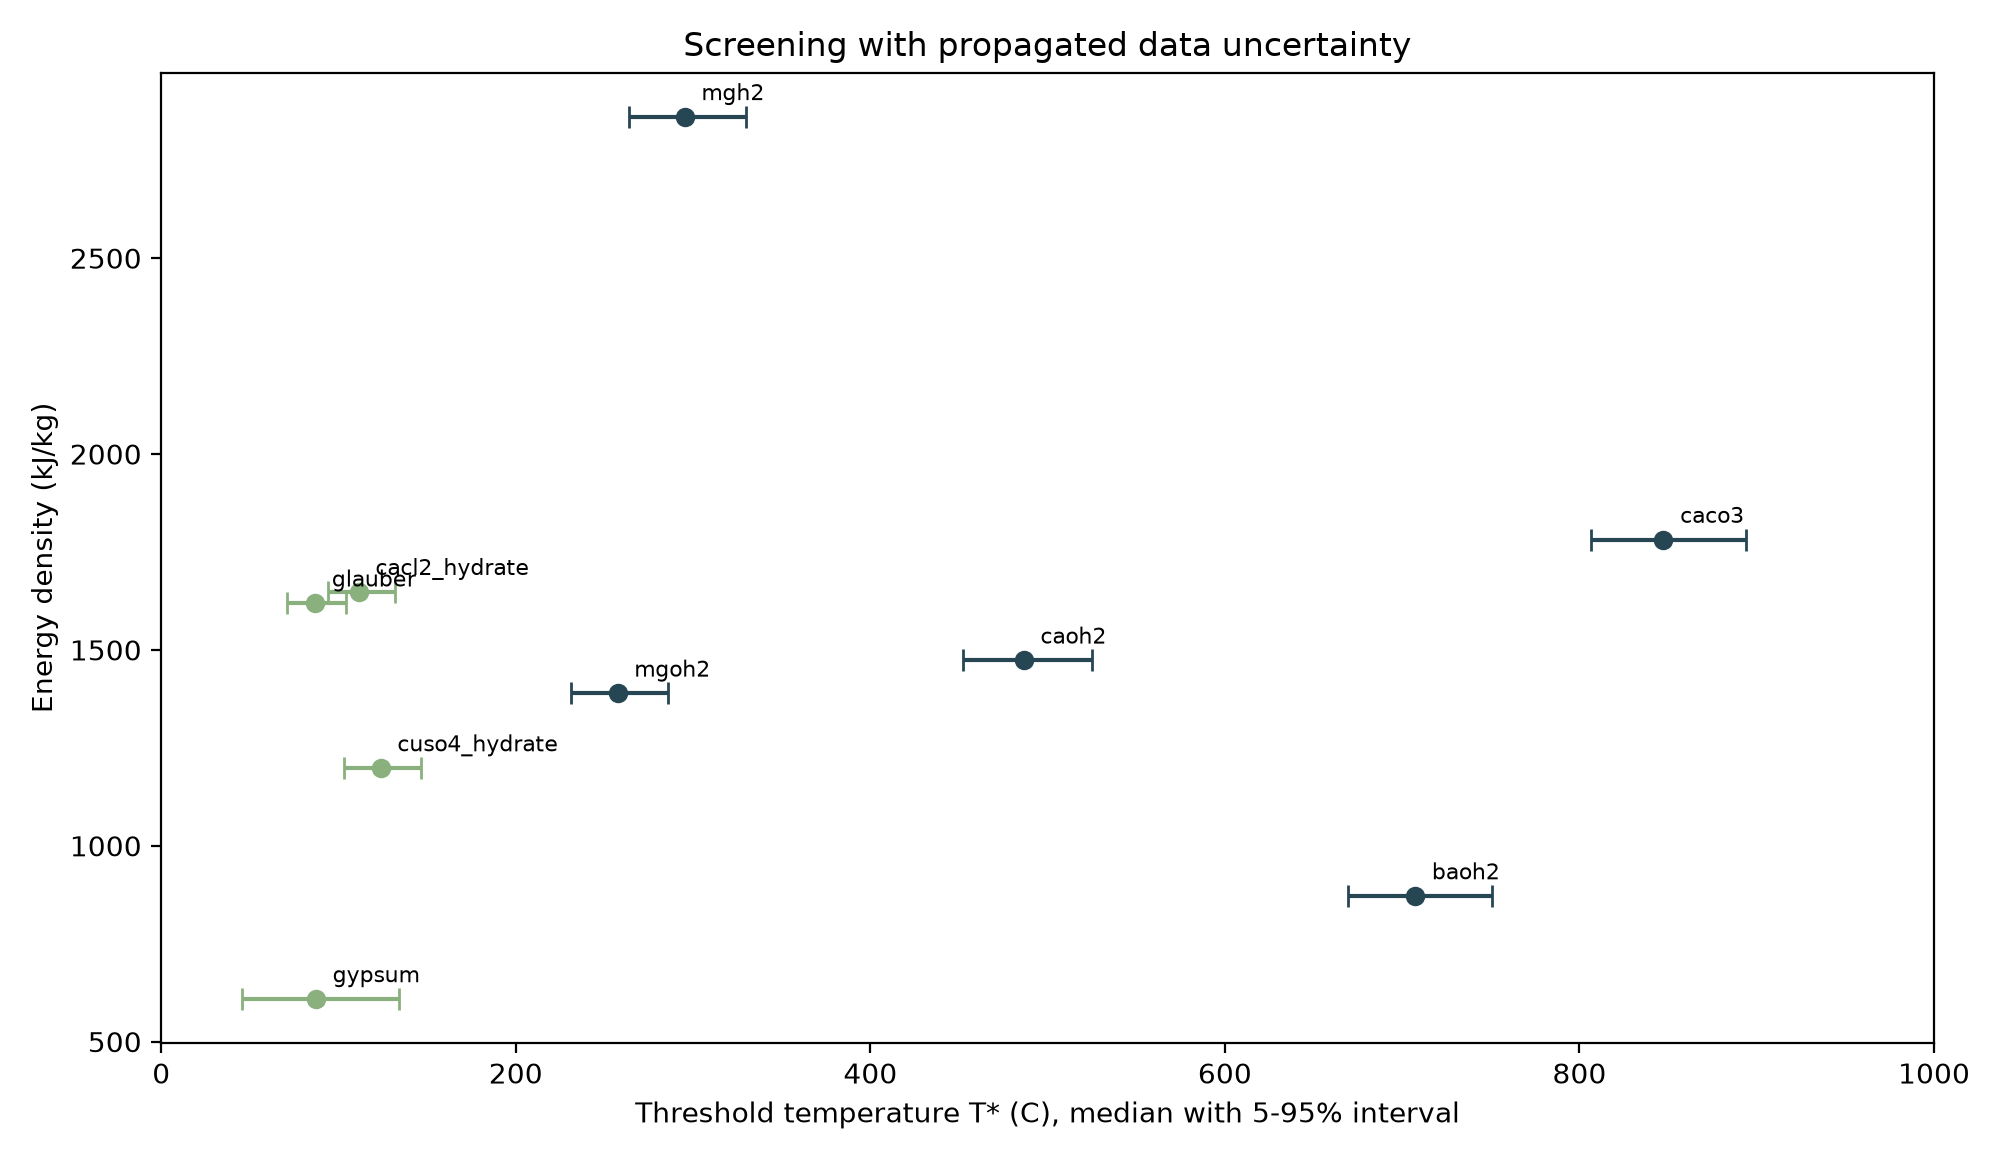 Screening with propagated data uncertainty
mgh2
2500
Energy density (kJ/kg)
2000
caco3
cacl2_hydrate
glauber
caoh2
1500
mgoh2
cuso4_hydrate
1000
baoh2
gypsum
500
0 200 400 600 800 1000
Threshold temperature T* (C), median with 5-95% interval